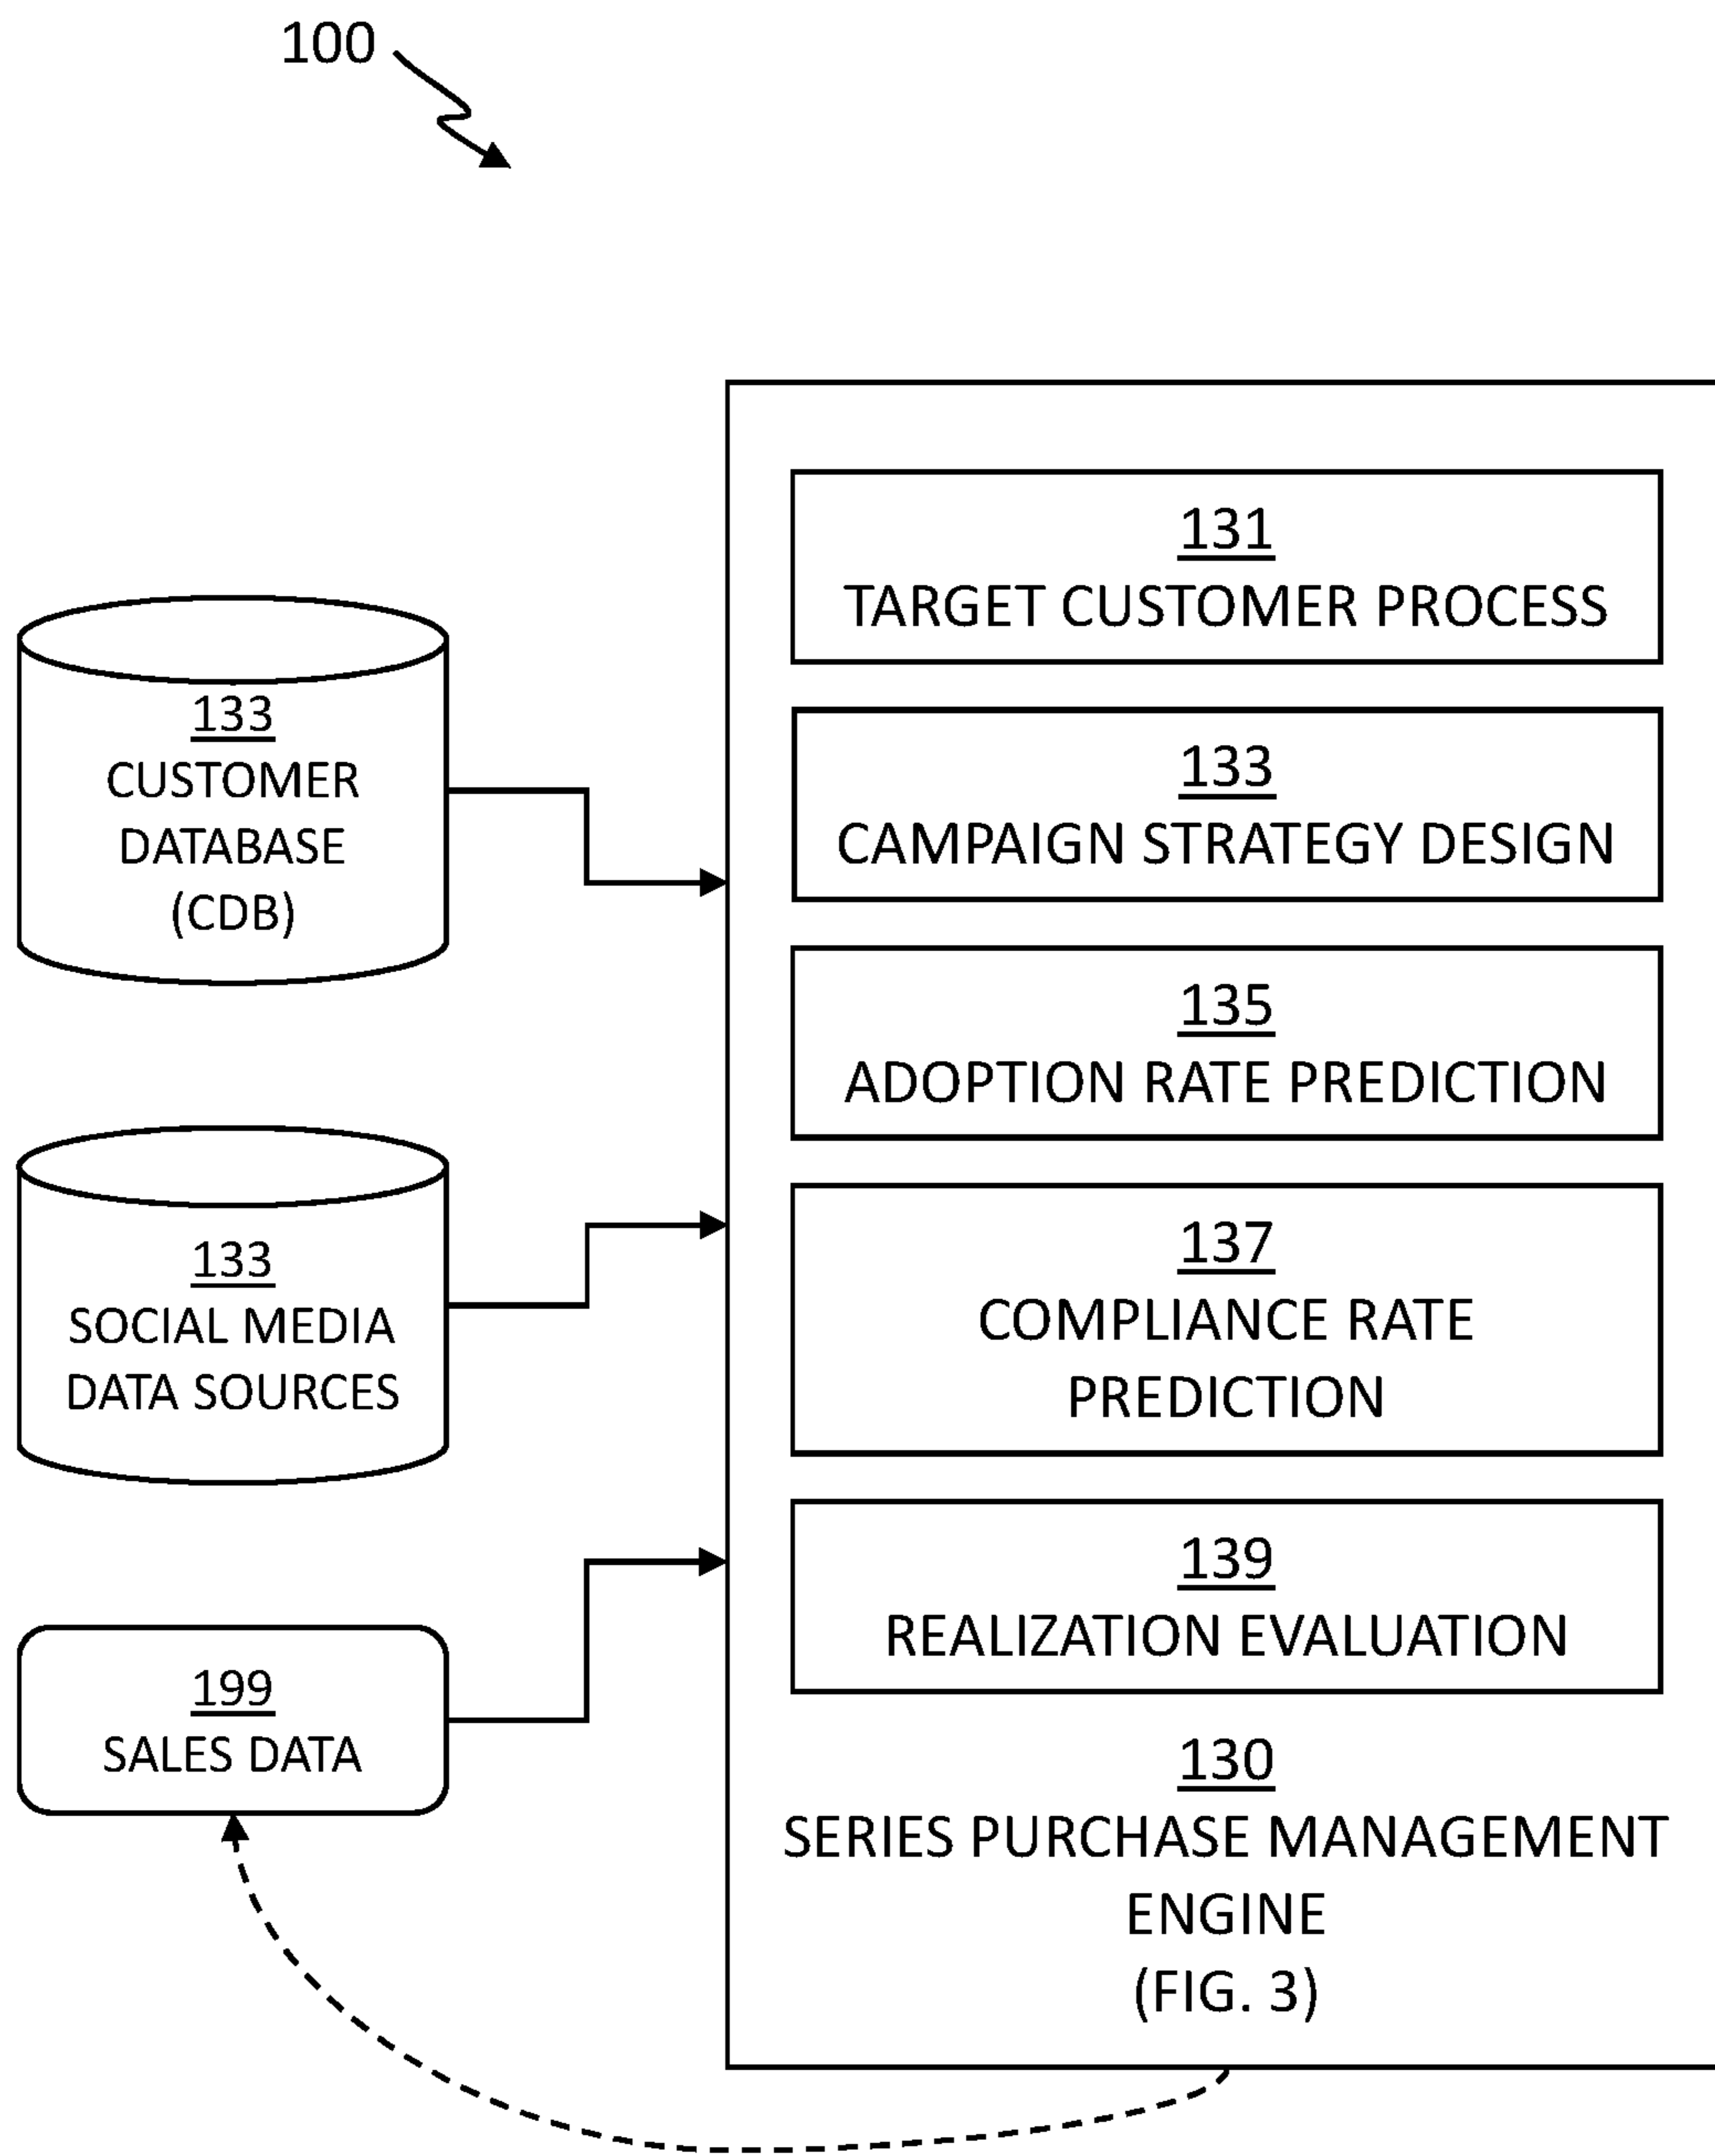 100
133
CUSTOMER
DATABASE
(CDB)
133
SOCIAL MEDIA
DATA SOURCES
199
SALES DATA
131
TARGET CUSTOMER PROCESS
133
CAMPAIGN STRATEGY DESIGN
135
ADOPTION RATE PREDICTION
137
COMPLIANCE RATE
PREDICTION
139
REALIZATION EVALUATION
130
SERIES PURCHASE MANAGEMENT
ENGINE
(FIG. 3)